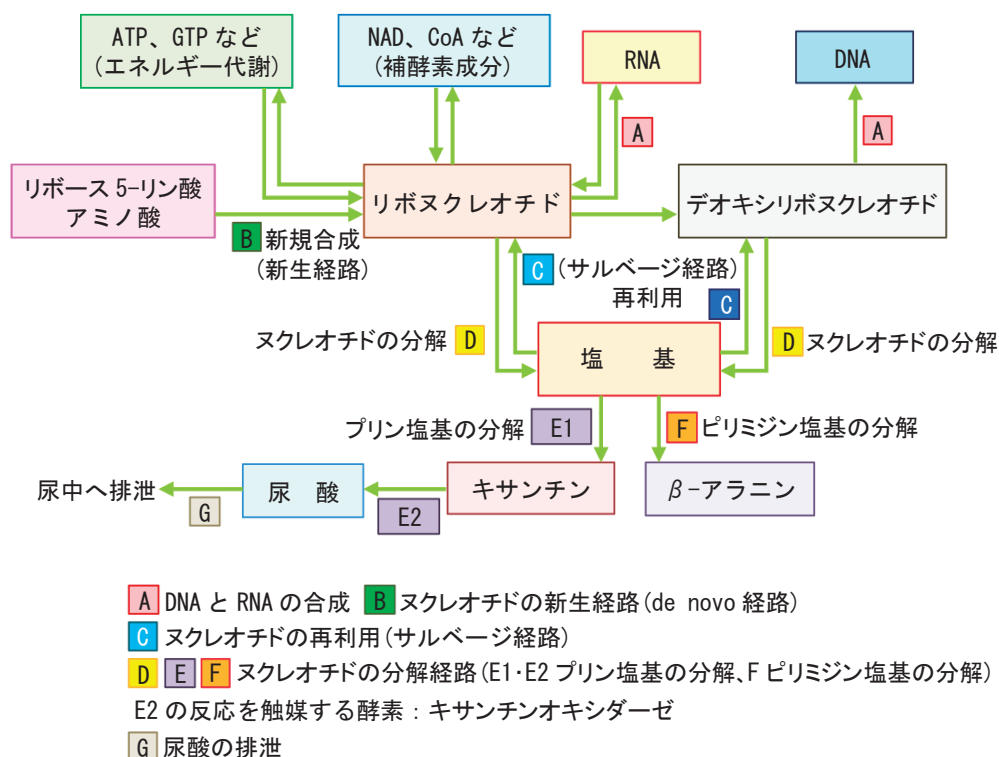 ATP、GTP など
(エネルギー代謝)
NAD、CoA など
(補酵素成分)
RNA
DNA
A
A
リボース 5-リン酸
アミノ酸
リボヌクレオチド
デオキシリボヌクレオチド
B 新規合成
(新生経路)
C (サルベージ経路)
再利用 C
ヌクレオチドの分解 D
塩 基
D ヌクレオチドの分解
プリン塩基の分解 E1
F ピリミジン塩基の分解
尿中へ排泄
尿 酸
キサンチン
β-アラニン
G
E2
A DNA と RNA の合成 B ヌクレオチドの新生経路(de novo 経路)
C ヌクレオチドの再利用(サルベージ経路)
D E F ヌクレオチドの分解経路(E1・E2 プリン塩基の分解、F ピリミジン塩基の分解)
E2 の反応を触媒する酵素：キサンチンオキシダーゼ
G 尿酸の排泄